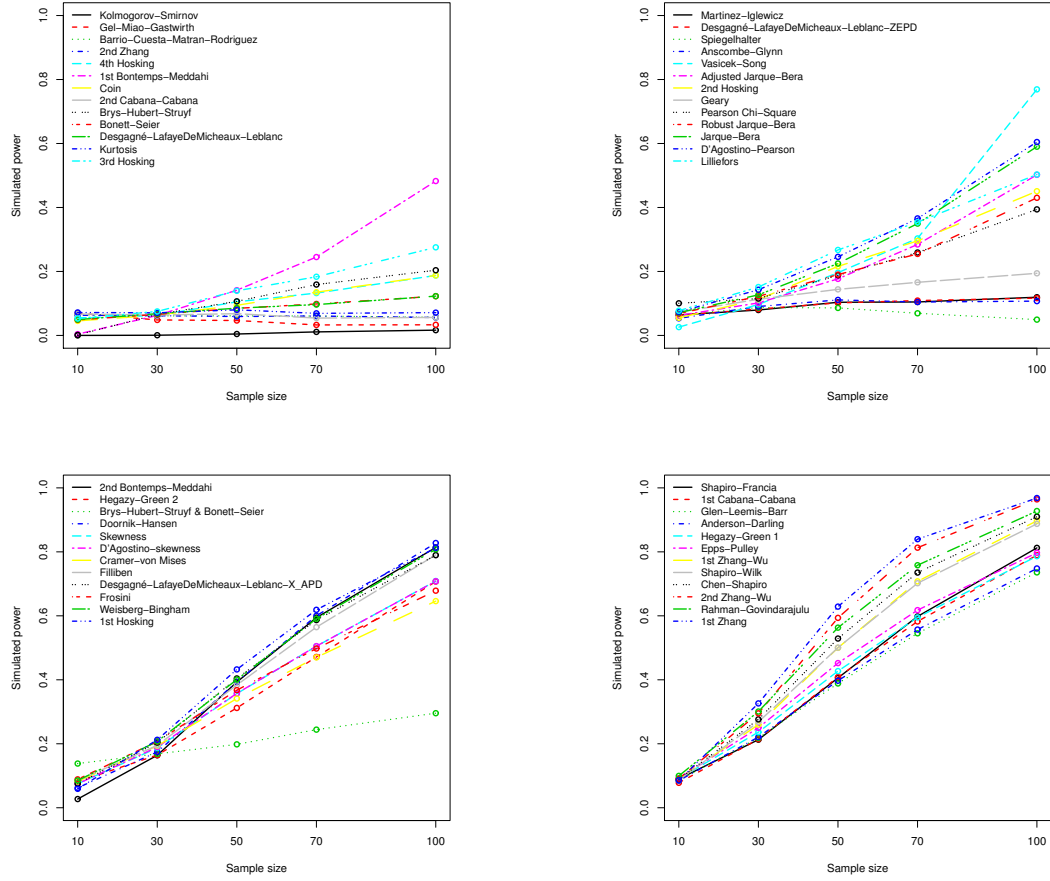 Kolmogorov−Smirnov
Gel−Miao−Gastwirth
Barrio−Cuesta−Matran−Rodriguez
2nd Zhang
4th Hosking
1st Bontemps−Meddahi
Coin
2nd Cabana−Cabana
Brys−Hubert−Struyf
Bonett−Seier
Desgagné−LafayeDeMicheaux−Leblanc
Kurtosis
3rd Hosking
Simulated power
0.0 0.2 0.4 0.6 0.8 1.0
10 30 50 70 100
Sample size
Martinez−Iglewicz
Desgagné−LafayeDeMicheaux−Leblanc−ZEPD
Spiegelhalter
Anscombe−Glynn
Vasicek−Song
Adjusted Jarque−Bera
2nd Hosking
Geary
Pearson Chi−Square
Robust Jarque−Bera
Jarque−Bera
D'Agostino−Pearson
Lilliefors
Simulated power
0.0 0.2 0.4 0.6 0.8 1.0
10 30 50 70 100
Sample size
2nd Bontemps−Meddahi
Hegazy−Green 2
Brys−Hubert−Struyf & Bonett−Seier
Doornik−Hansen
Skewness
D'Agostino−skewness
Cramer−von Mises
Filliben
Desgagné−LafayeDeMicheaux−Leblanc−X_APD
Frosini
Weisberg−Bingham
1st Hosking
Simulated power
0.0 0.2 0.4 0.6 0.8 1.0
10 30 50 70 100
Sample size
Shapiro−Francia
1st Cabana−Cabana
Glen−Leemis−Barr
Anderson−Darling
Hegazy−Green 1
Epps−Pulley
1st Zhang−Wu
Shapiro−Wilk
Chen−Shapiro
2nd Zhang−Wu
Rahman−Govindarajulu
1st Zhang
Simulated power
0.0 0.2 0.4 0.6 0.8 1.0
10 30 50 70 100
Sample size